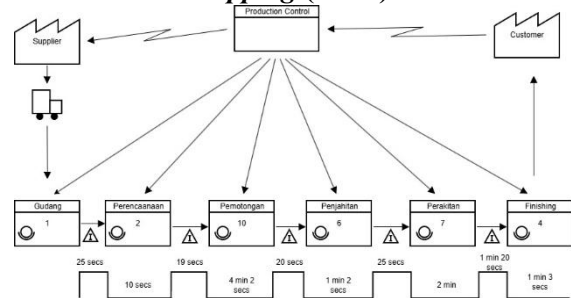 Production Control
Supplier
Customer
Gudang
1
Perencaanaan
2
Pemotongan
10
Penjahitan
6
Perakitan
7
Finishing
4
I
I
I
I
I
25 secs
10 secs
19 secs
4 min 2
secs
20 secs
1 min 2
secs
25 secs
2 min
1 min 20
secs
1 min 3
secs